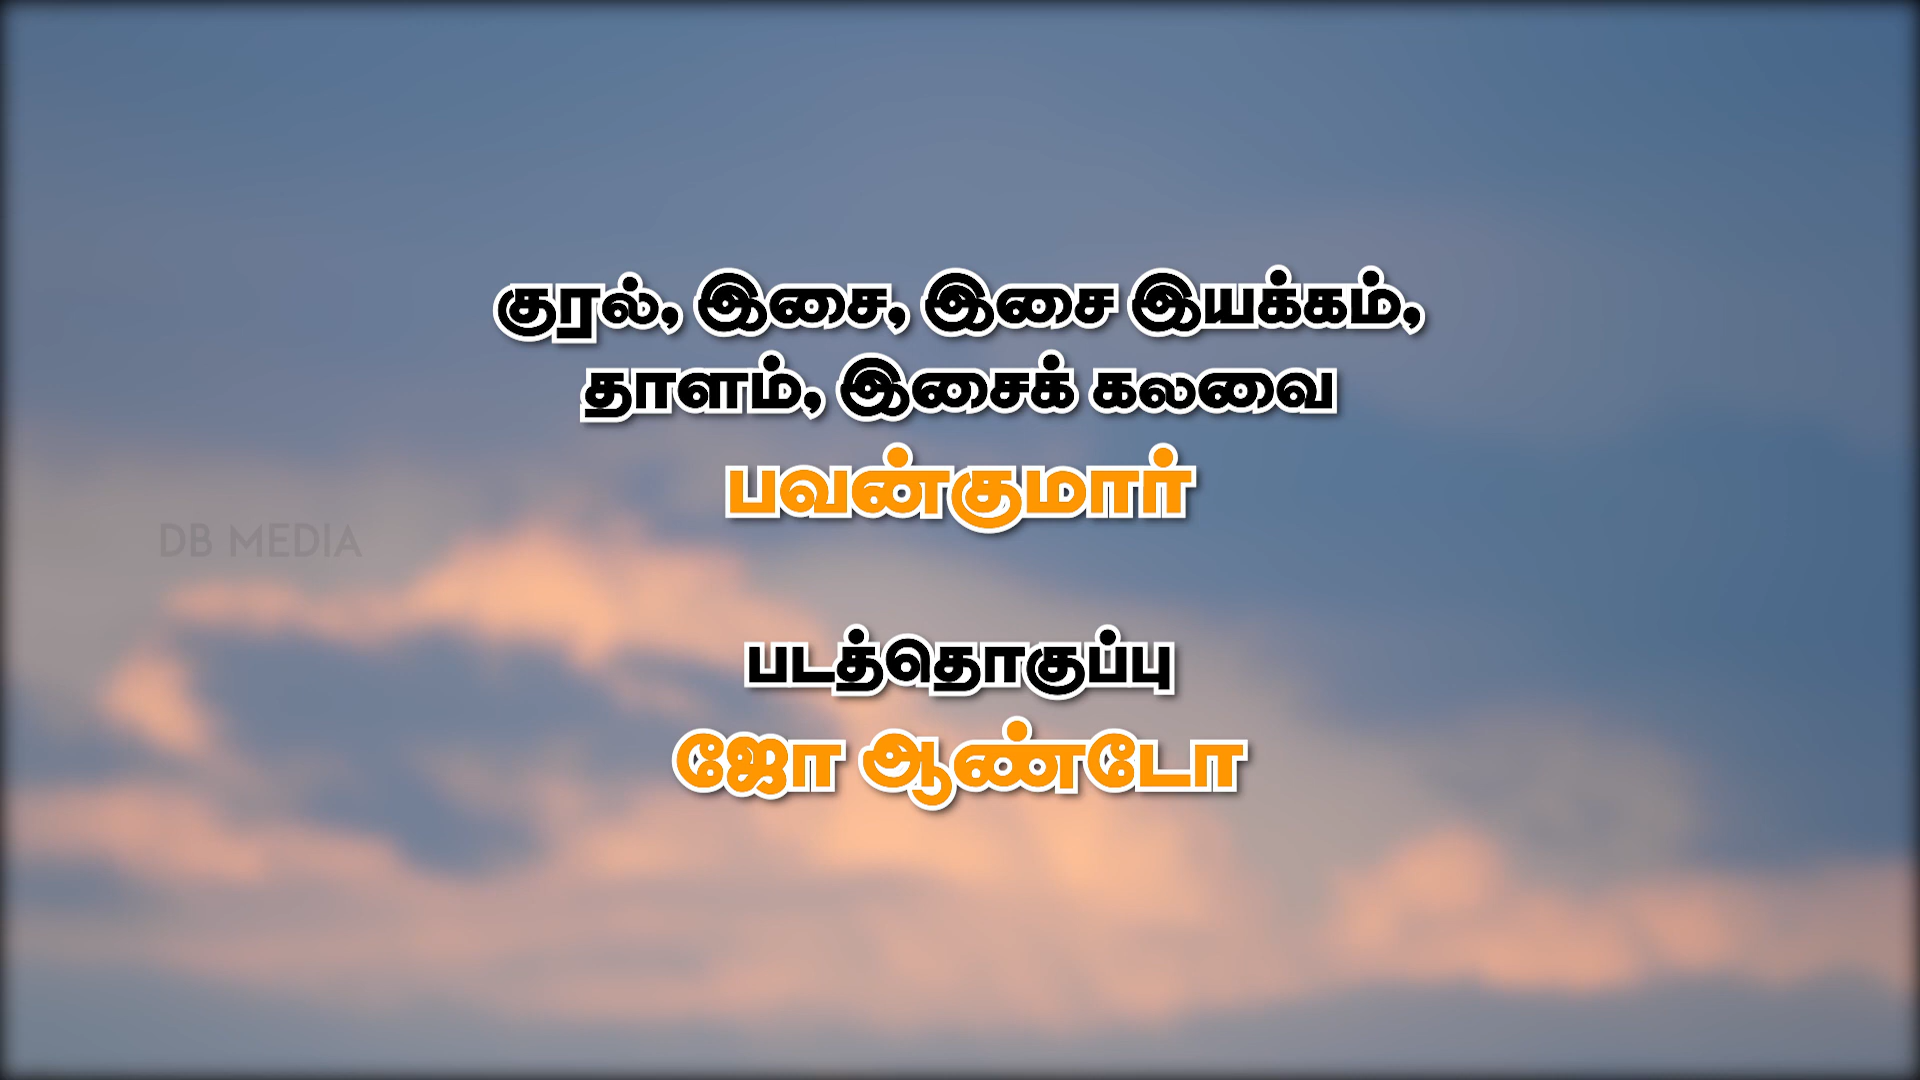 குரல், இசை, இசை இயக்கம்,
தாளம், இசைக் கலவை
பவன்குமார்
DB MEDIA
படத்தொகுப்பு
ஜோ ஆண்டோ